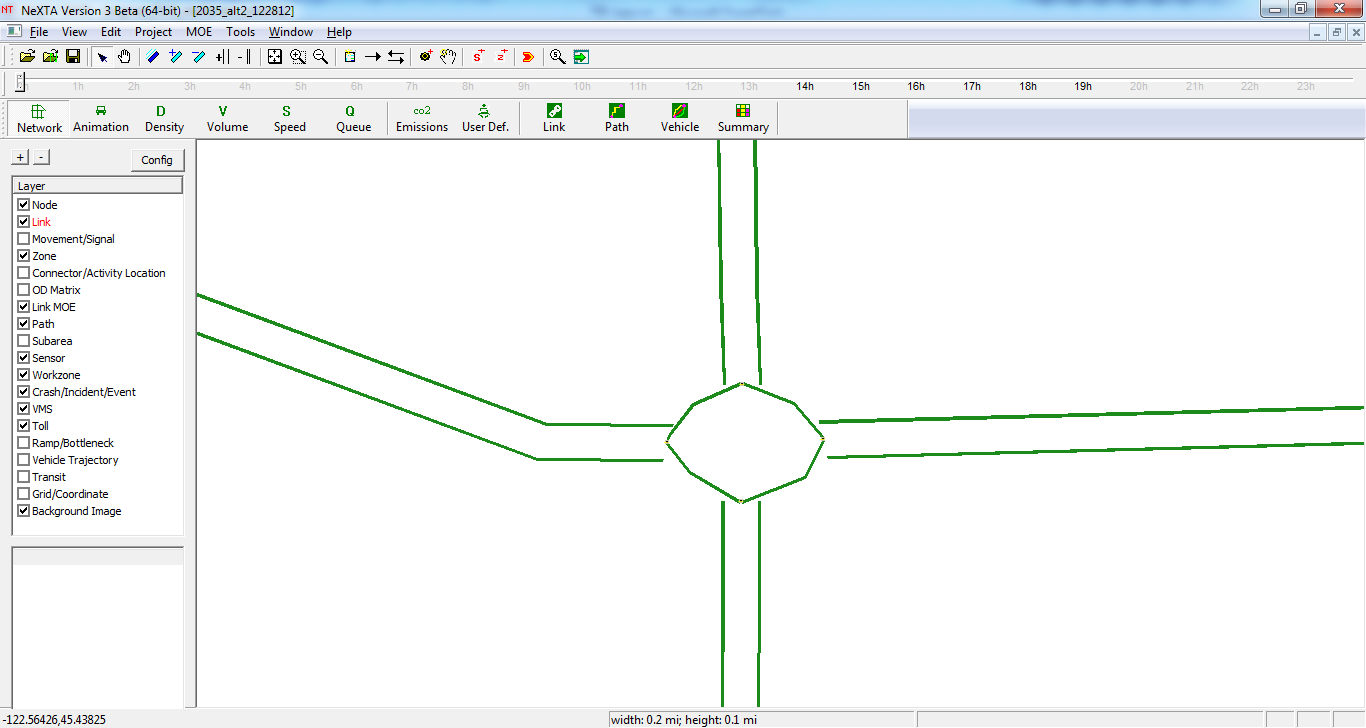 NeXTA Version 3 Beta (64-bit) - [2035_alt2_122812]
File View Edit Project MOE Tools Window Help
1h 2h 3h 4h 5h 6h 7h 8h 9h 10h 11h 12h 13h 14h 15h 16h 17h 18h 19h 20h 21h 22h 23h
D V S Q co2
Network Animation Density Volume Speed Queue Emissions User Def. Link Path Vehicle Summary
+ - Config
Layer
Node
Link
Movement/Signal
Zone
Connector/Activity Location
OD Matrix
Link MOE
Path
Subarea
Sensor
Workzone
Crash/Incident/Event
VMS
Toll
Ramp/Bottleneck
Vehicle Trajectory
Transit
Grid/Coordinate
Background Image
-122.56426,45.43825 width: 0.2 mi; height: 0.1 mi